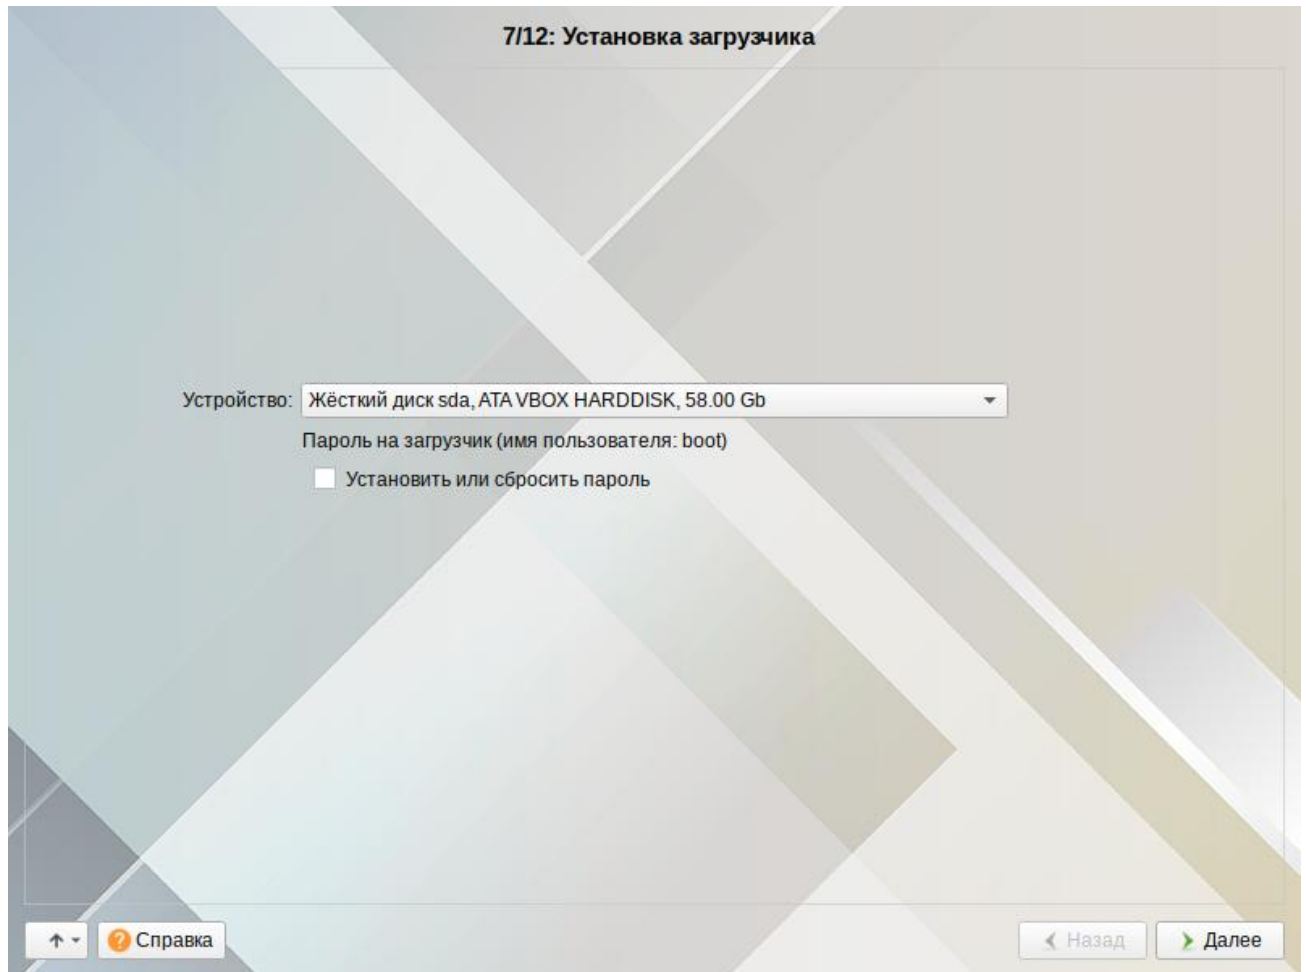 7/12: Установка загрузчика
Устройство: Жёсткий диск sda, ATA VBOX HARDDISK, 58.00 Gb
Пароль на загрузчик (имя пользователя: boot)
Установить или сбросить пароль
Справка
Назад
Далее